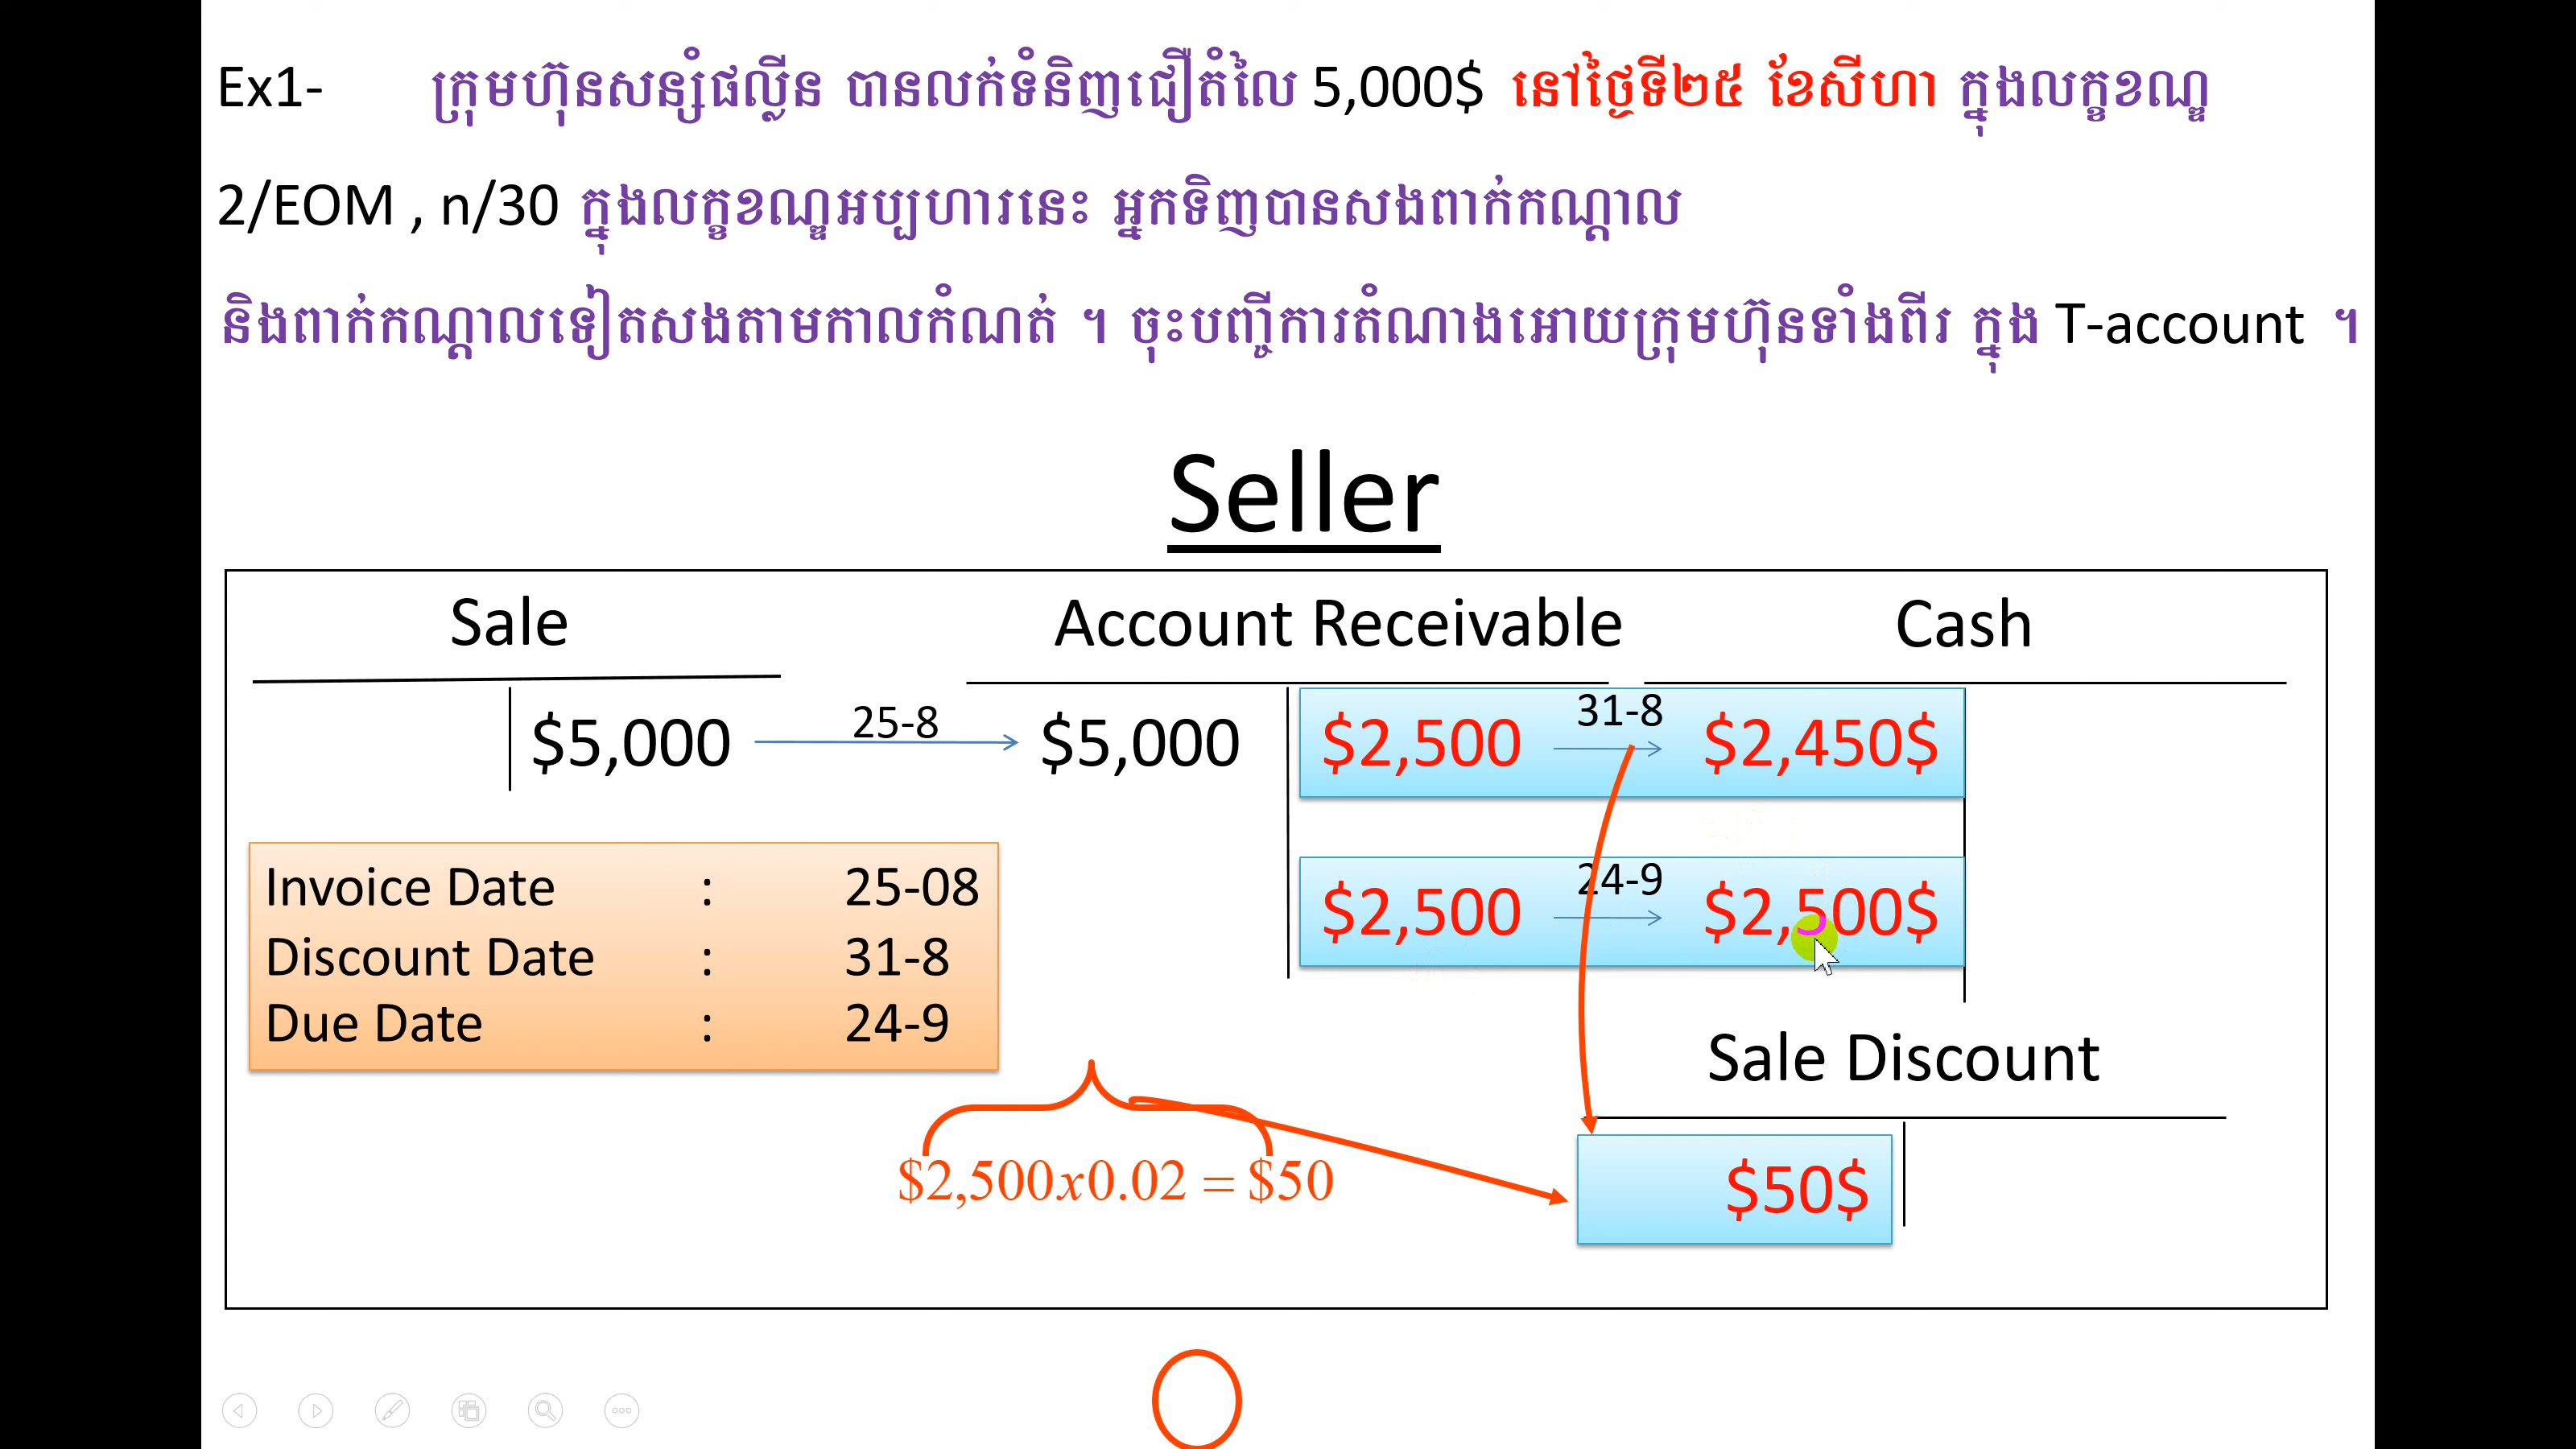 Ex1- ក្រុមហ៊ុនសន្សំផល្លីន បានលក់ទំនិញជឿតំលៃ 5,000$ នៅថ្ងៃទី២៥ ខែសីហា ក្នុងលក្ខខណ្ឌ
2/EOM , n/30 ក្នុងលក្ខខណ្ឌអប្បហារនេះ អ្នកទិញបានសងពាក់កណ្ដាល
និងពាក់កណ្ដាលទៀតសងតាមកាលកំណត់ ។ ចុះបញ្ជីការតំណាងអោយក្រុមហ៊ុនទាំងពីរ ក្នុង T-account ។
Seller
Sale Account Receivable Cash
$5,000 25-8 $5,000 $2,500 31-8 $2,450$
$2,500 24-9 $2,500$
Invoice Date : 25-08
Discount Date : 31-8
Due Date : 24-9
Sale Discount
$2,500x0.02 = $50
$50$